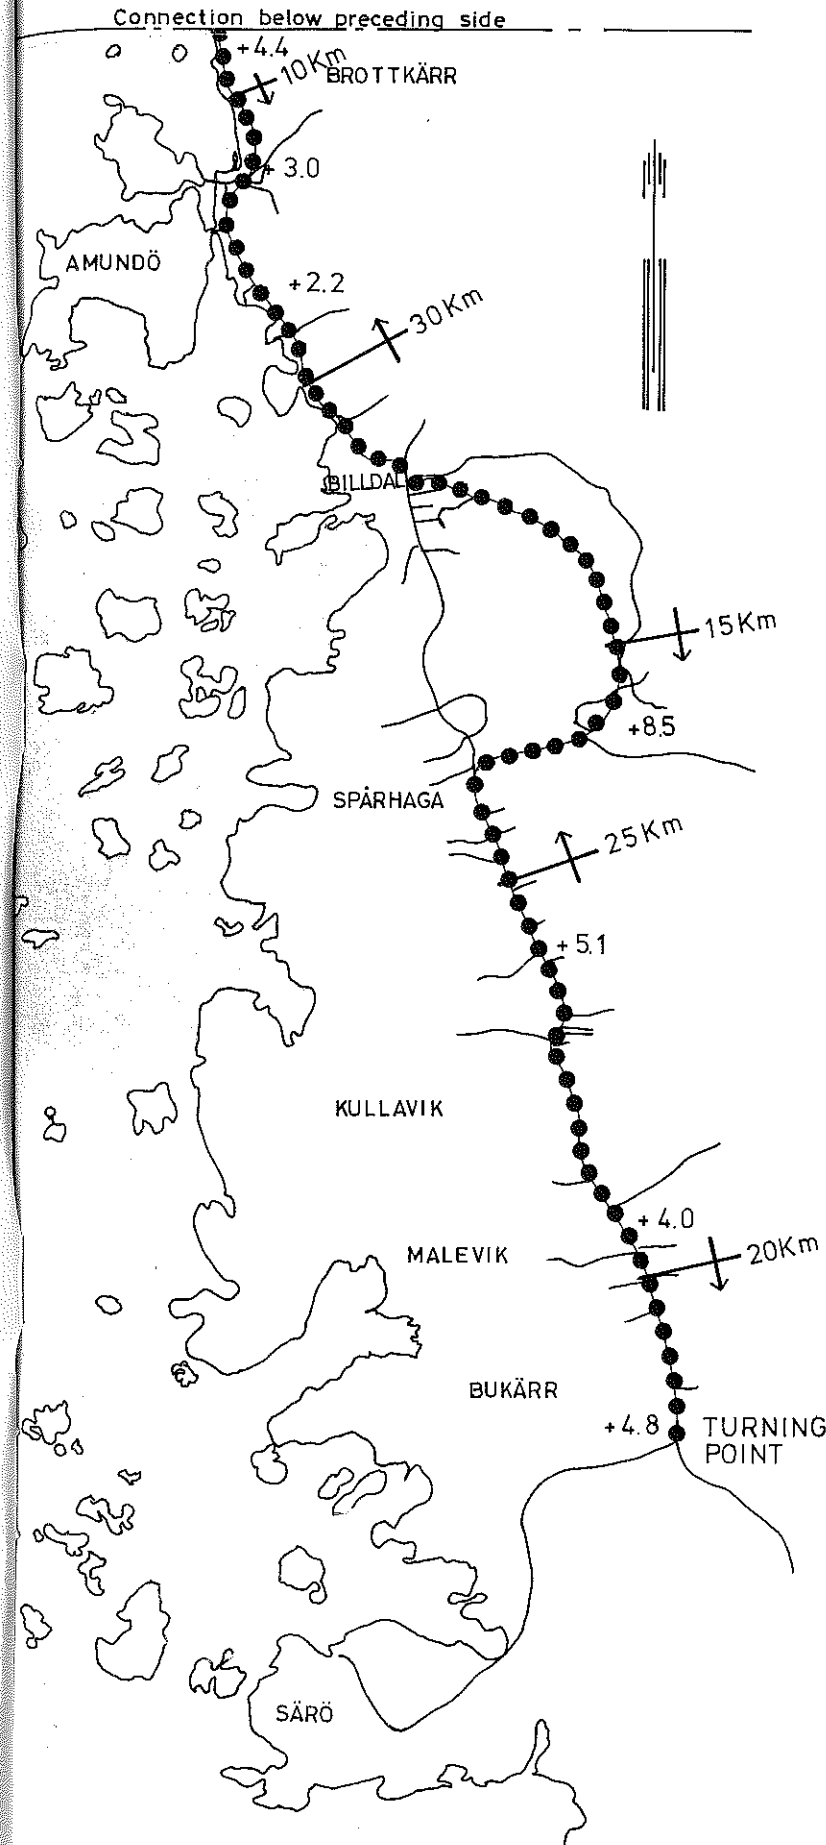 Connection below preceding side
+4.4
10Km
BROTTKÄRR
+3.0
AMUNDÖ
+2.2
30Km
BILLDAL
15Km
+8.5
SPÅRHAGA
25Km
+5.1
KULLAVIK
+4.0
MALEVIK
20Km
BUKÄRR
+4.8
TURNING
POINT
SÄRÖ